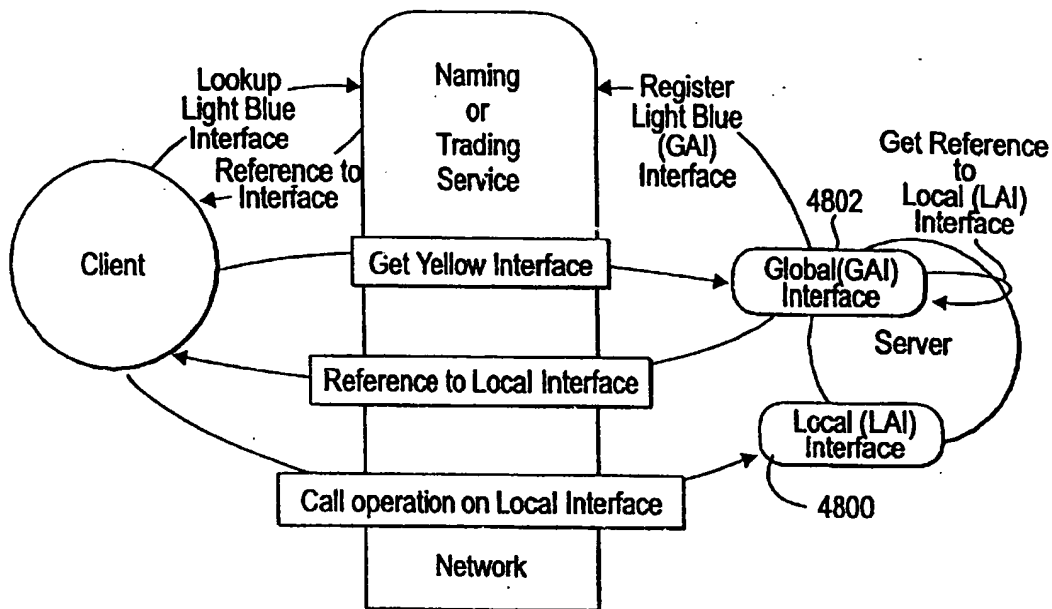 Lookup
Light Blue
Interface
Reference to
Interface
Naming
or
Trading
Service
Register
Light Blue
(GAI)
Interface
Get Reference
to
Local (LAI)
Interface
4802
Client
Get Yellow Interface
Global(GAI)
Interface
Server
Reference to Local Interface
Local (LAI)
Interface
Call operation on Local Interface
4800
Network